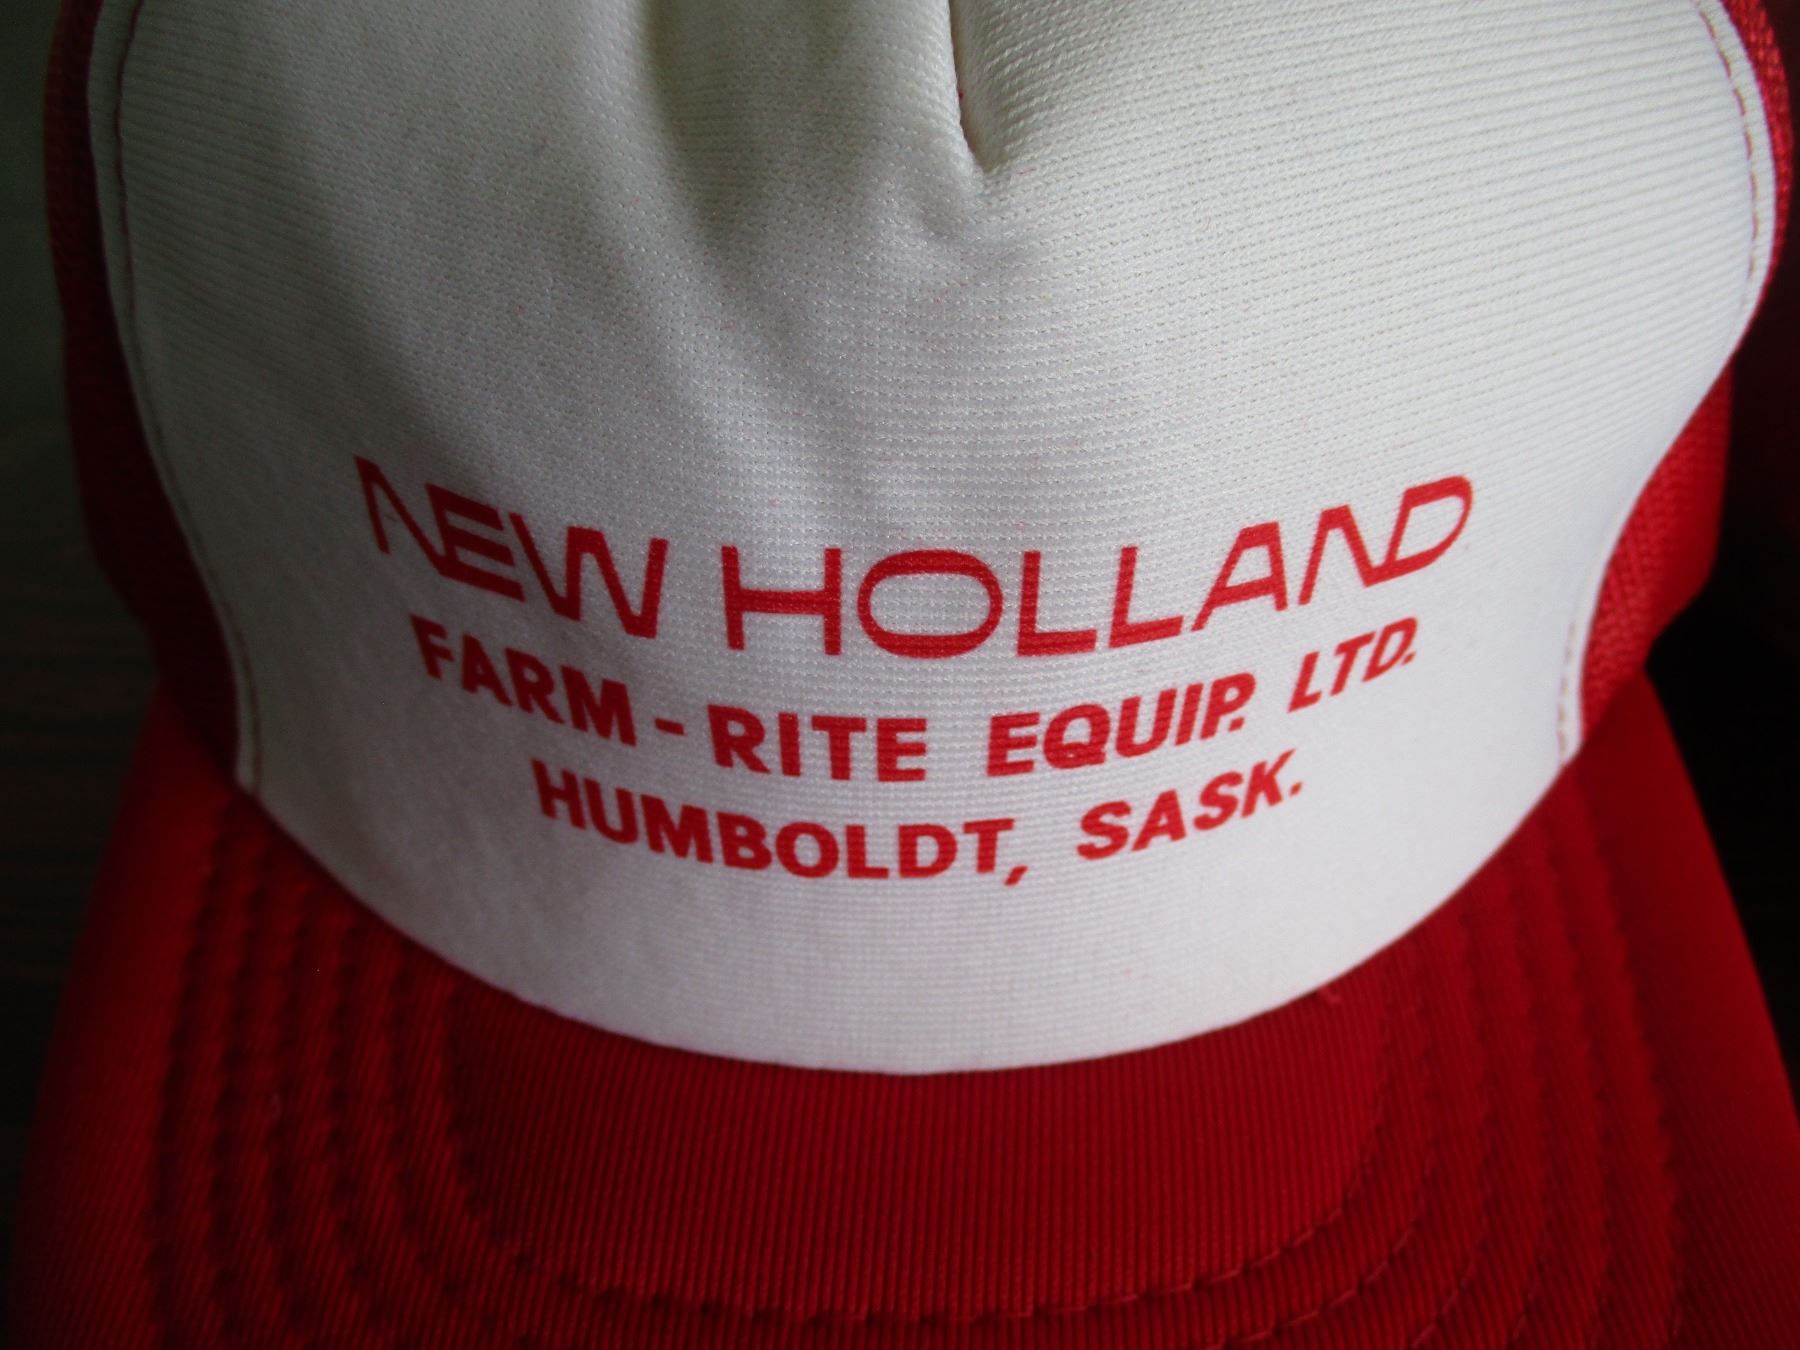 NEW HOLLAND
FARM-RITE EQUIP. LTD.
HUMBOLDT, SASK.